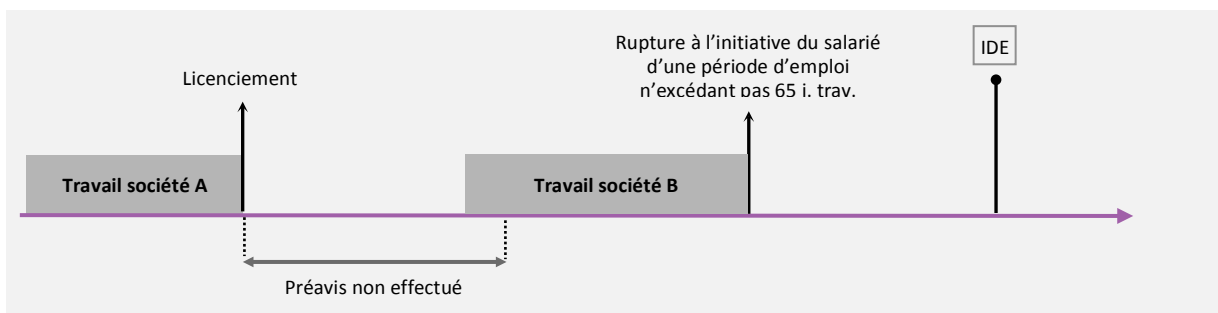 Rupture à l’initiative du salarié
d’une période d’emploi
n’excédant pas 65 j. trav.
IDE
Licenciement
Travail société A
Travail société B
Préavis non effectué